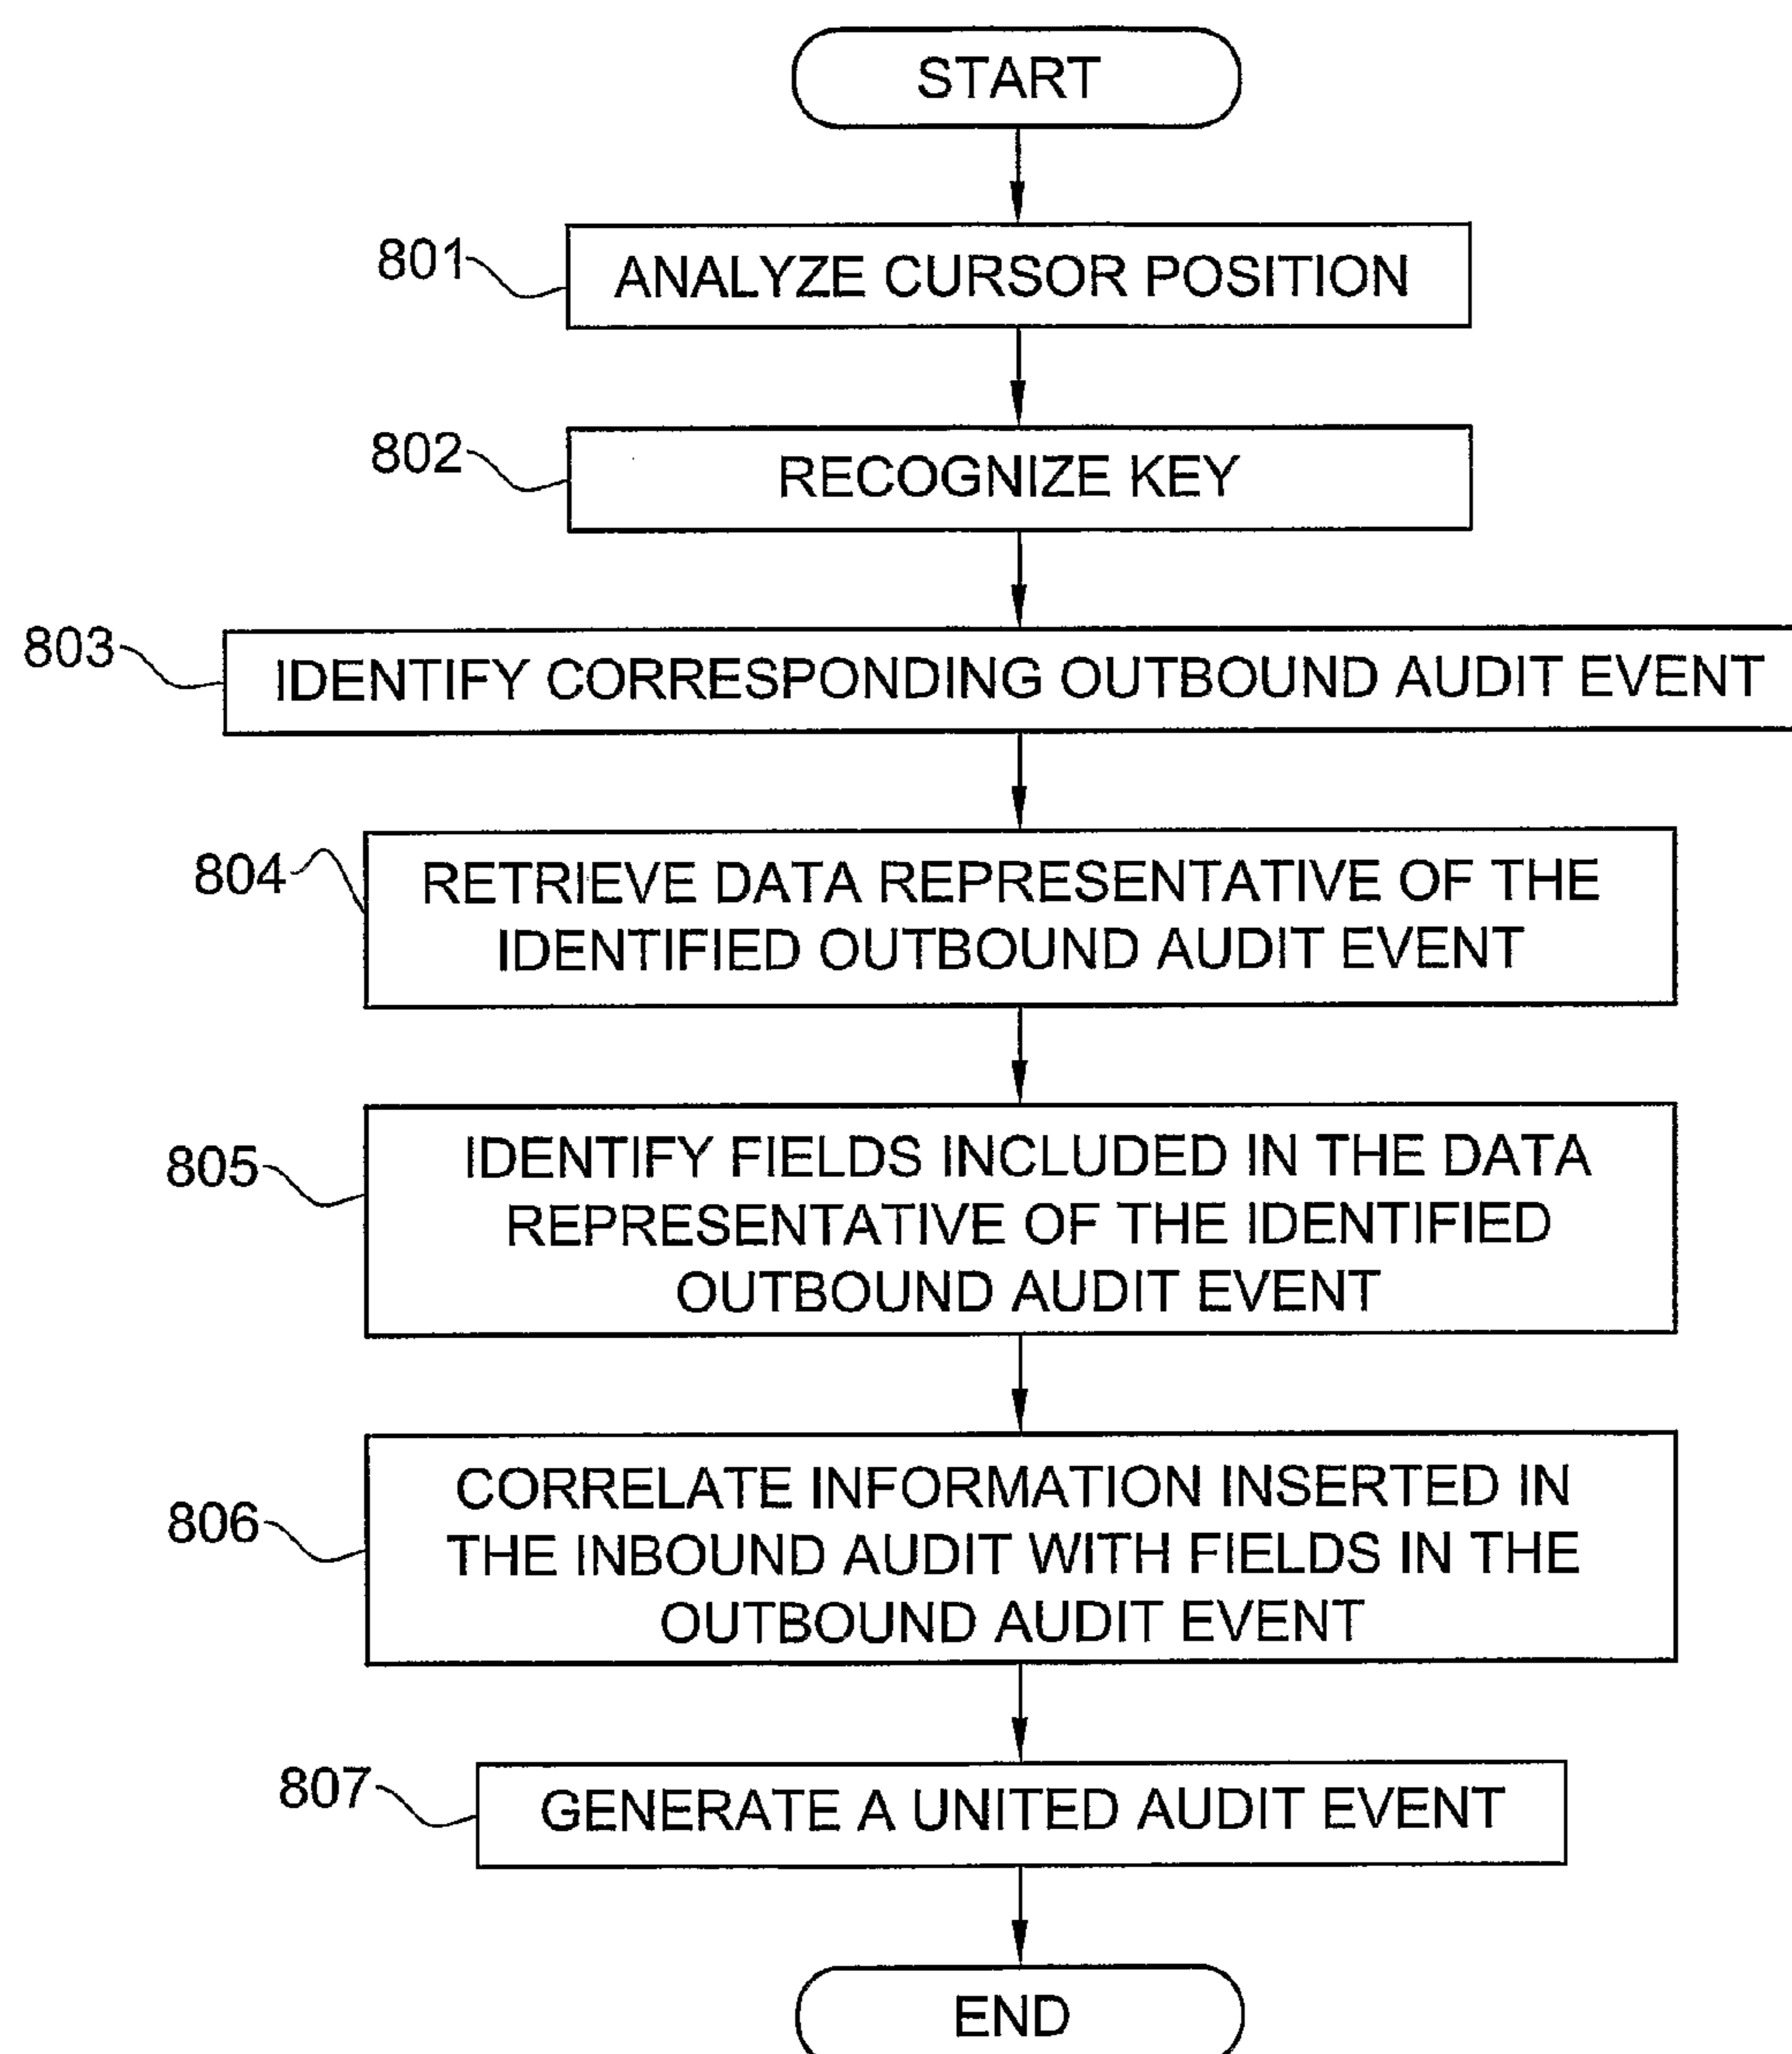 START
801
ANALYZE CURSOR POSITION
802
RECOGNIZE KEY
803
IDENTIFY CORRESPONDING OUTBOUND AUDIT EVENT
804
RETRIEVE DATA REPRESENTATIVE OF THE
IDENTIFIED OUTBOUND AUDIT EVENT
805
IDENTIFY FIELDS INCLUDED IN THE DATA
REPRESENTATIVE OF THE IDENTIFIED
OUTBOUND AUDIT EVENT
806
CORRELATE INFORMATION INSERTED IN
THE INBOUND AUDIT WITH FIELDS IN THE
OUTBOUND AUDIT EVENT
807
GENERATE A UNITED AUDIT EVENT
END